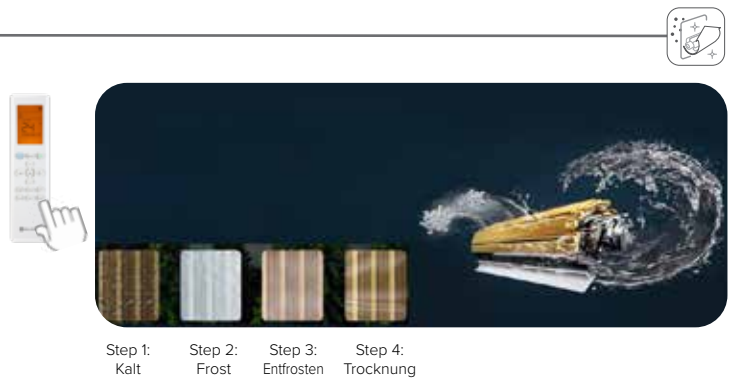 Step 1:
Kalt
Step 2:
Frost
Step 3:
Entfrosten
Step 4:
Trocknung